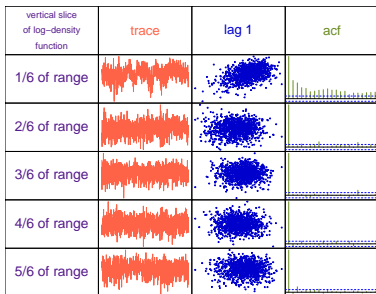 vertical slice
of log-density
function
trace
lag 1
acf
1/6 of range
2/6 of range
3/6 of range
4/6 of range
5/6 of range